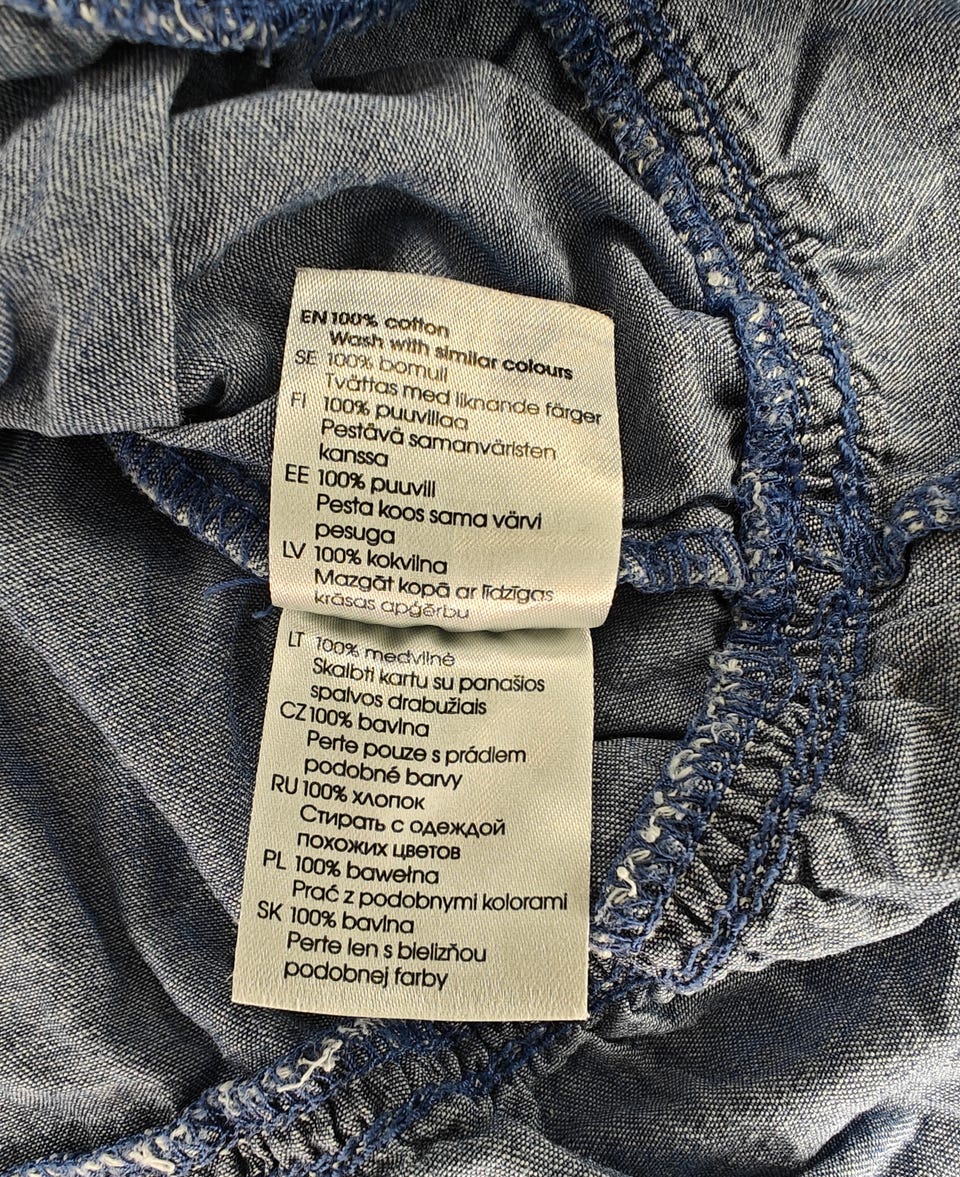 EN 100% cotton
Wash with similar colours
SE 100% bomull
Tvättas med liknande färger
FI 100% puuvillaa
Pestävä samanväristen
kanssa
EE 100% puuvill
Pesta koos sama värvi
pesuga
LV 100% kokvilna
Mazgāt kopā ar līdzīgas
krāsas apģērbu
LT 100% medvilnė
Skalbti kartu su panašios
spalvos drabužiais
CZ 100% bavlna
Perte pouze s prádlem
podobné barvy
RU 100% хлопок
Стирать с одеждой
похожих цветов
PL 100% bawełna
Prać z podobnymi kolorami
SK 100% bavlna
Perte len s bielizňou
podobnej farby